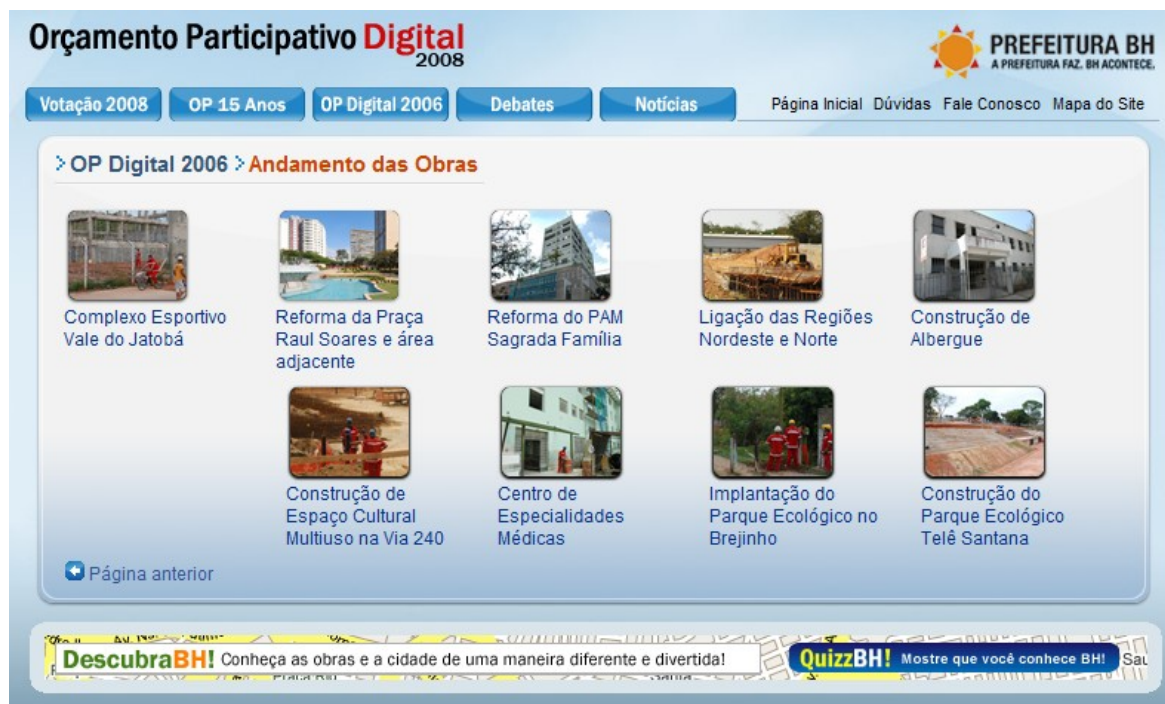 Orçamento Participativo Digital
2008
PREFEITURA BH
A PREFEITURA FAZ. BH ACONTECE.
Votação 2008 OP 15 Anos OP Digital 2006 Debates Notícias Página Inicial Dúvidas Fale Conosco Mapa do Site
OP Digital 2006 Andamento das Obras
Complexo Esportivo
Vale do Jatobá
Reforma da Praça
Raul Soares e área
adjacente
Reforma do PAM
Sagrada Família
Ligação das Regiões
Nordeste e Norte
Construção de
Albergue
Construção de
Espaço Cultural
Multiuso na Via 240
Centro de
Especialidades
Médicas
Implantação do
Parque Ecológico no
Brejinho
Construção do
Parque Ecológico
Telê Santana
Página anterior
DescubraBH! Conheça as obras e a cidade de uma maneira diferente e divertida!
QuizzBH! Mostre que você conhece BH!